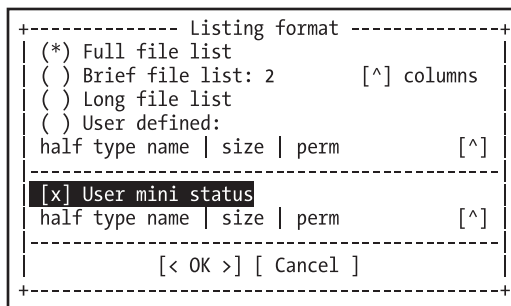 +-------------- Listing format --------------+
(*) Full file list
( ) Brief file list: 2 [^] columns
( ) Long file list
( ) User defined:
half type name | size | perm [^]
[x] User mini status
half type name | size | perm [^]
[< OK >] [ Cancel ]